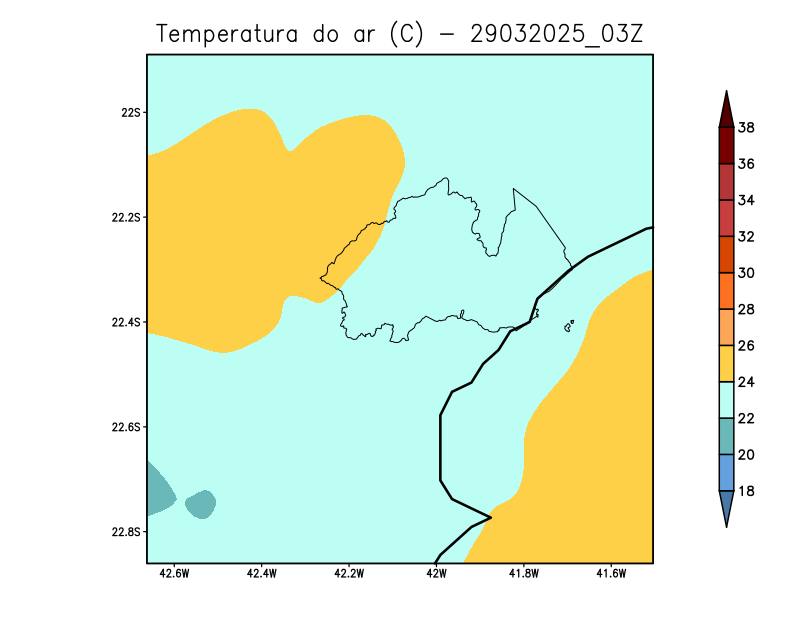 Temperatura do ar (C) - 29032025_03Z
22S
22.2S
22.4S
22.6S
22.8S
42.6W
42.4W
42.2W
42W
41.8W
41.6W
38
36
34
32
30
28
26
24
22
20
18